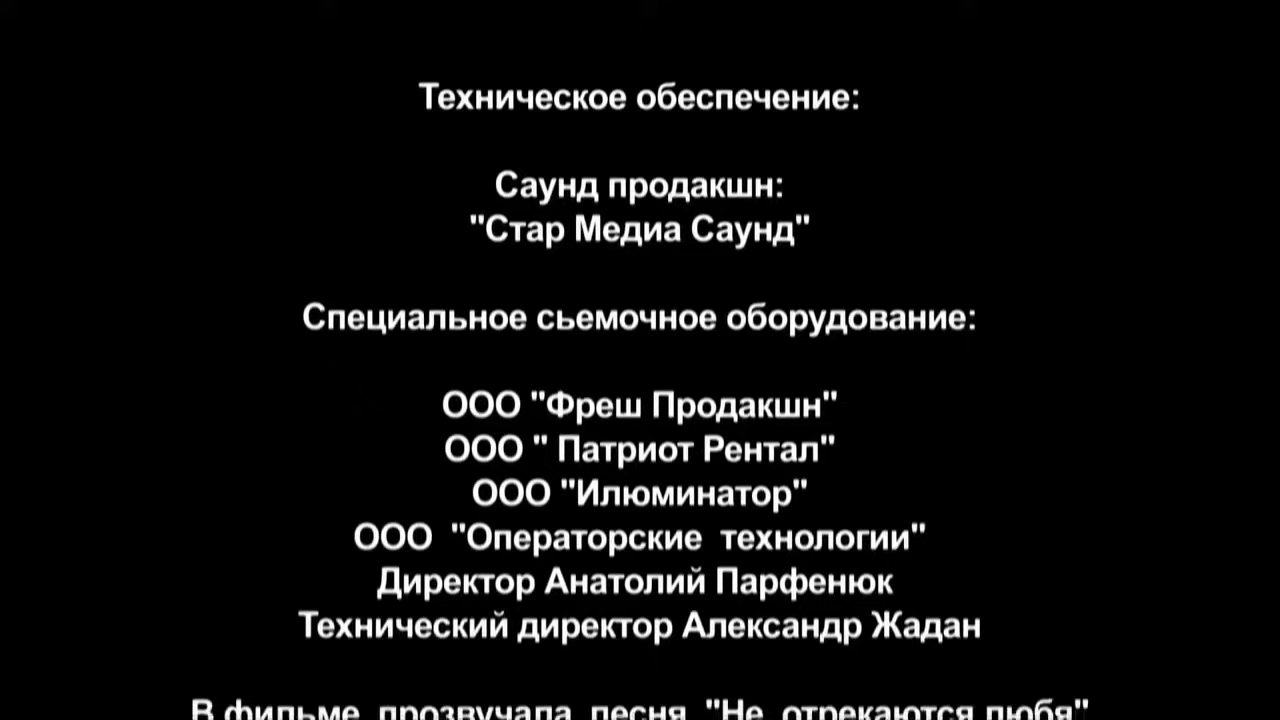 Техническое обеспечение:
Саунд продакшн:
"Стар Медиа Саунд"
Специальное сьемочное оборудование:
ООО "Фреш Продакшн"
ООО " Патриот Рентал"
ООО "Илюминатор"
ООО "Операторские технологии"
Директор Анатолий Парфенюк
Технический директор Александр Жадан
В фильме прозвучала песня "Не отрекаются любя"